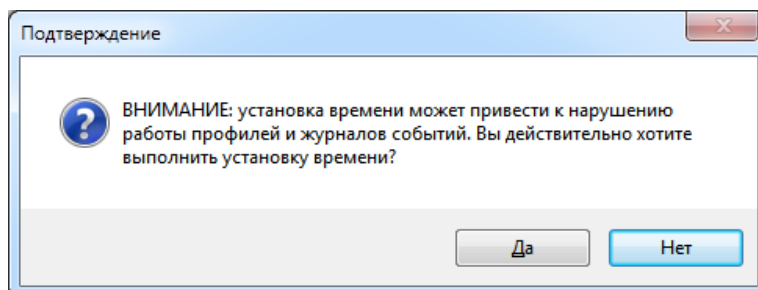 Подтверждение
ВНИМАНИЕ: установка времени может привести к нарушению
работы профилей и журналов событий. Вы действительно хотите
выполнить установку времени?
Да
Нет